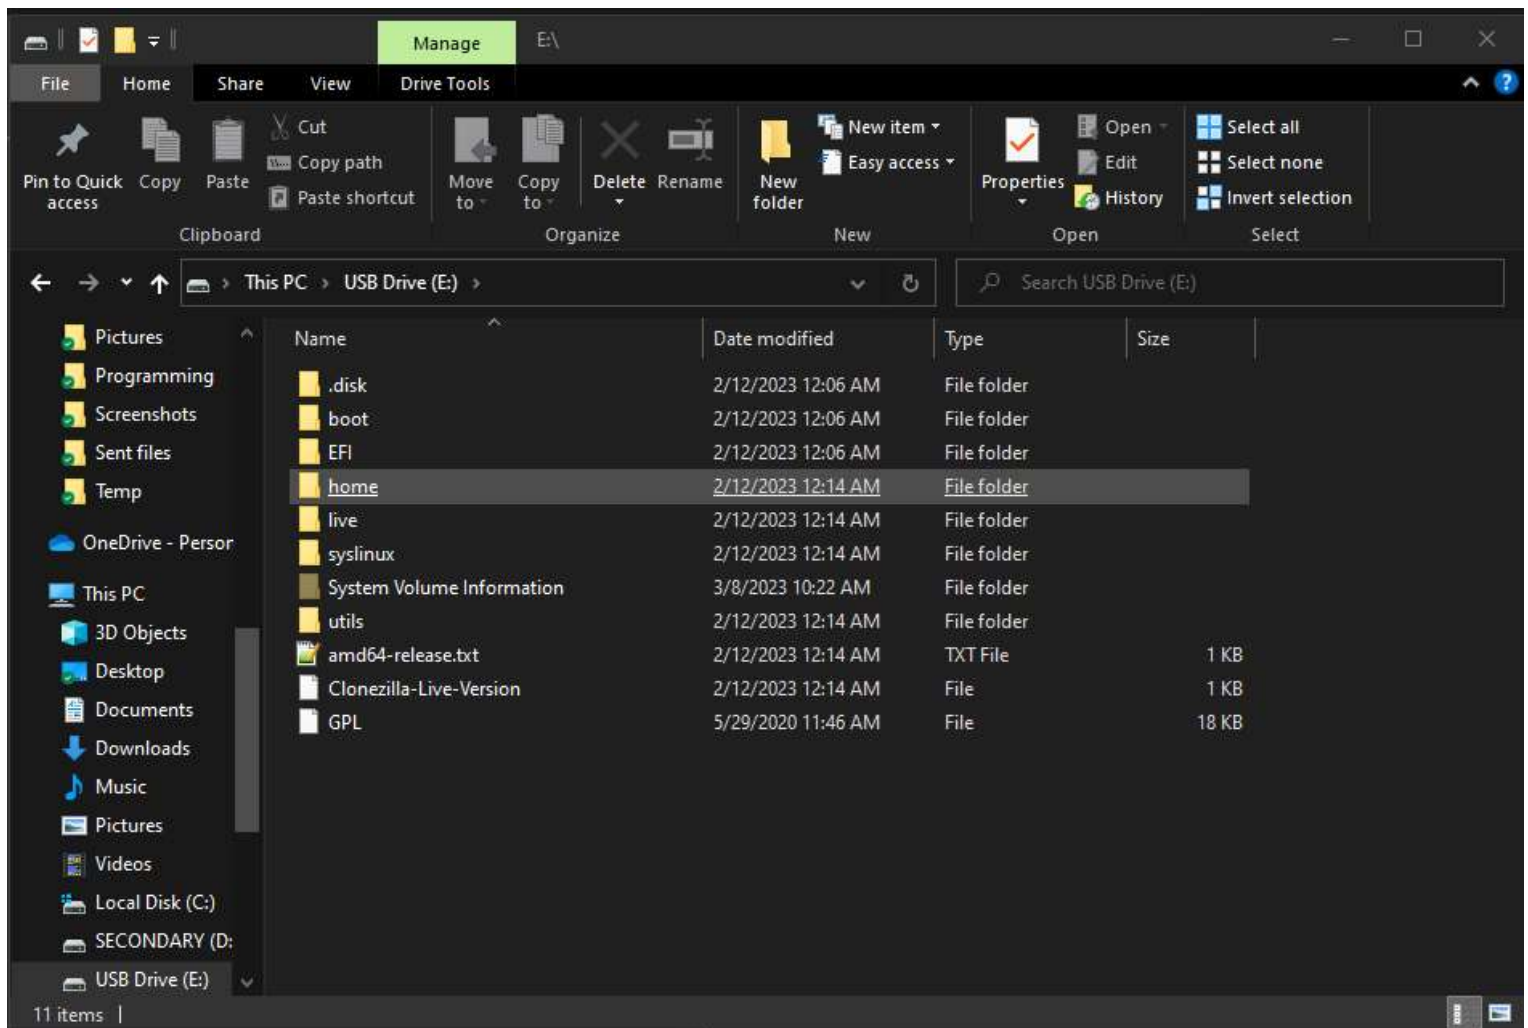 Manage E:\
File Home Share View Drive Tools
Pin to Quick access
Copy
Paste
Cut
Copy path
Paste shortcut
Move to
Copy to
Delete
Rename
New folder
New item
Easy access
Properties
Open
Edit
History
Select all
Select none
Invert selection
Clipboard Organize New Open Select
This PC › USB Drive (E:) › Search USB Drive (E:)
Pictures
Programming
Screenshots
Sent files
Temp
OneDrive - Person
This PC
3D Objects
Desktop
Documents
Downloads
Music
Pictures
Videos
Local Disk (C:)
SECONDARY (D:
USB Drive (E:)
Name Date modified Type Size
.disk 2/12/2023 12:06 AM File folder
boot 2/12/2023 12:06 AM File folder
EFI 2/12/2023 12:06 AM File folder
home 2/12/2023 12:14 AM File folder
live 2/12/2023 12:14 AM File folder
syslinux 2/12/2023 12:14 AM File folder
System Volume Information 3/8/2023 10:22 AM File folder
utils 2/12/2023 12:14 AM File folder
amd64-release.txt 2/12/2023 12:14 AM TXT File 1 KB
Clonezilla-Live-Version 2/12/2023 12:14 AM File 1 KB
GPL 5/29/2020 11:46 AM File 18 KB
11 items